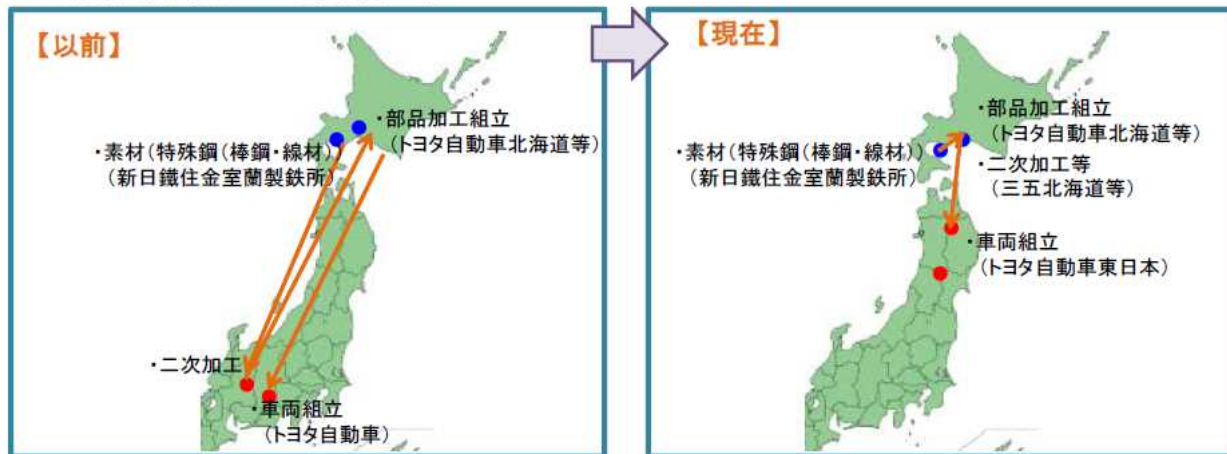 【以前】
・部品加工組立
(トヨタ自動車北海道等)
・素材(特殊鋼(棒鋼・線材))
(新日鐵住金室蘭製鉄所)
・二次加工
・車両組立
(トヨタ自動車)
【現在】
・部品加工組立
(トヨタ自動車北海道等)
・素材(特殊鋼(棒鋼・線材))
(新日鐵住金室蘭製鉄所)
・二次加工等
(三五北海道等)
・車両組立
(トヨタ自動車東日本)